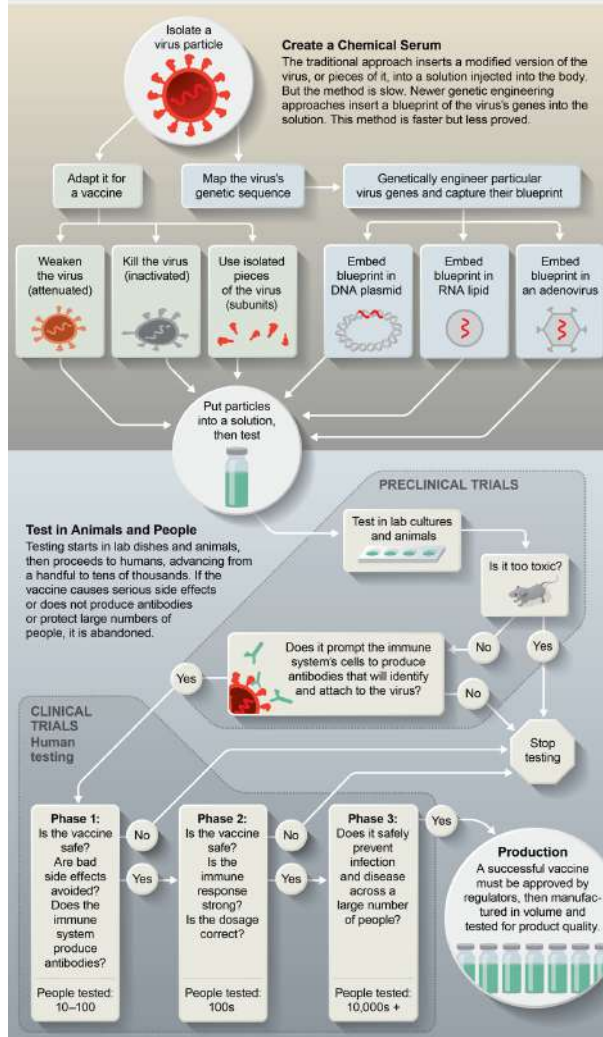 Isolate a
virus particle
Create a Chemical Serum
The traditional approach inserts a modified version of the
virus, or pieces of it, into a solution injected into the body.
But the method is slow. Newer genetic engineering
approaches insert a blueprint of the virus's genes into the
solution. This method is faster but less proved.
Adapt it for
a vaccine
Map the virus's
genetic sequence
Genetically engineer particular
virus genes and capture their blueprint
Weaken
the virus
(attenuated)
Kill the virus
(inactivated)
Use isolated
pieces
of the virus
(subunits)
Embed
blueprint in
DNA plasmid
Embed
blueprint in
RNA lipid
Embed
blueprint in
an adenovirus
Put particles
into a solution,
then test
PRECLINICAL TRIALS
Test in Animals and People
Testing starts in lab dishes and animals,
then proceeds to humans, advancing from
a handful to tens of thousands. If the
vaccine causes serious side effects
or does not produce antibodies
or protect large numbers of
people, it is abandoned.
Test in lab cultures
and animals
Is it too toxic?
No
Yes
Does it prompt the immune
system's cells to produce
antibodies that will identify
and attach to the virus?
Yes
No
Stop
testing
CLINICAL
TRIALS
Human
testing
Phase 1:
Is the vaccine
safe?
Are bad
side effects
avoided?
Does the
immune
system
produce
antibodies?
People tested:
10–100
No
Yes
Phase 2:
Is the vaccine
safe?
Is the
immune
response
strong?
Is the dosage
correct?
People tested:
100s
No
Yes
Phase 3:
Does it safely
prevent
infection
and disease
across a
large number
of people?
People tested:
10,000s +
Yes
Production
A successful vaccine
must be approved by
regulators, then manufac-
tured in volume and
tested for product quality.